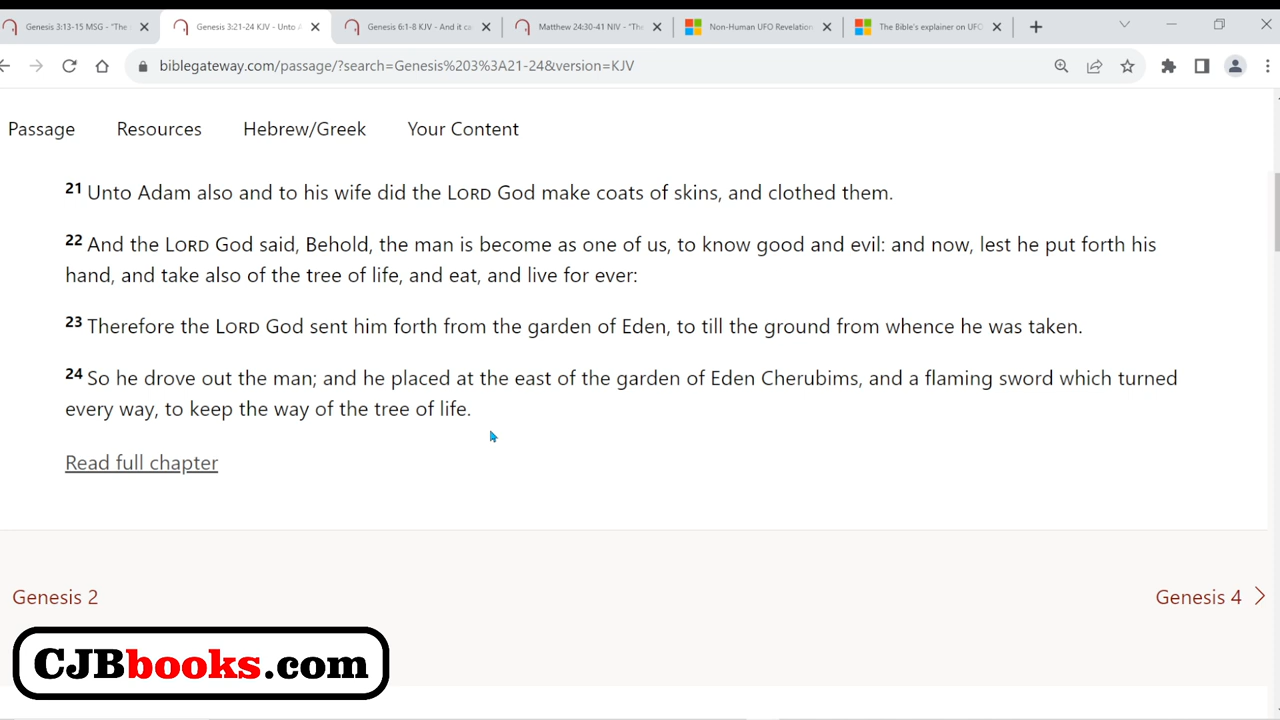 Genesis 3:13-15 MSG - "The
Genesis 3:21-24 KJV - Unto A
Genesis 6:1-8 KJV - And it ca
Matthew 24:30-41 NIV - "The
Non-Human UFO Revelation
The Bible's explainer on UFO
biblegateway.com/passage/?search=Genesis%203%3A21-24&version=KJV
Passage Resources Hebrew/Greek Your Content
21 Unto Adam also and to his wife did the LORD God make coats of skins, and clothed them.
22 And the LORD God said, Behold, the man is become as one of us, to know good and evil: and now, lest he put forth his
hand, and take also of the tree of life, and eat, and live for ever:
23 Therefore the LORD God sent him forth from the garden of Eden, to till the ground from whence he was taken.
24 So he drove out the man; and he placed at the east of the garden of Eden Cherubims, and a flaming sword which turned
every way, to keep the way of the tree of life.
Read full chapter
Genesis 2
Genesis 4
CJBbooks.com